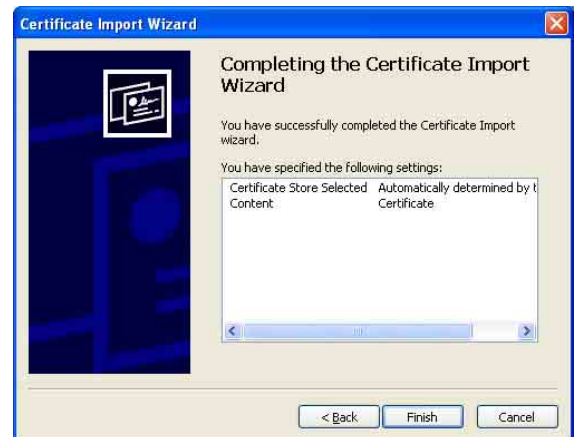 Certificate Import Wizard
Completing the Certificate Import
Wizard
You have successfully completed the Certificate Import
wizard.
You have specified the following settings:
Certificate Store Selected Automatically determined by t
Content Certificate
< Back Finish Cancel